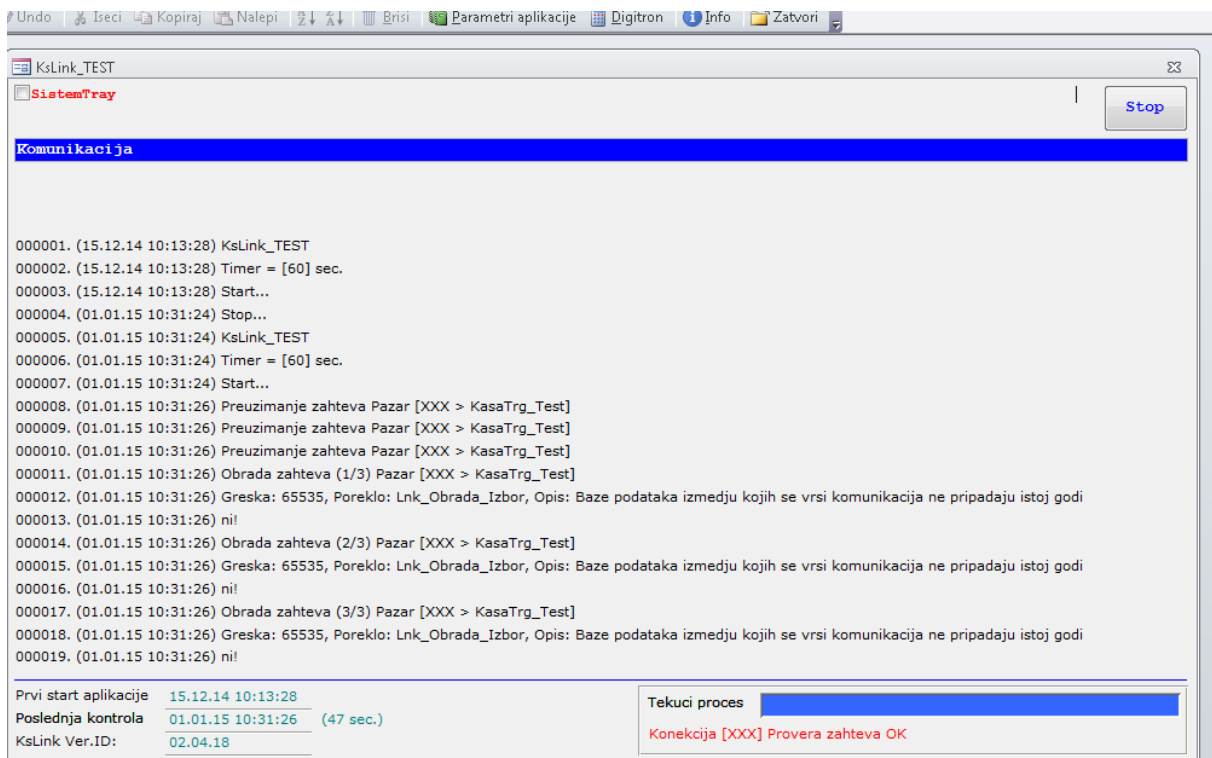 Undo Iseci Kopiraj Nalepi Brisi Parametri aplikacije Digitron Info Zatvori
KsLink_TEST
SistemTray
Stop
Komunikacija
000001. (15.12.14 10:13:28) KsLink_TEST
000002. (15.12.14 10:13:28) Timer = [60] sec.
000003. (15.12.14 10:13:28) Start...
000004. (01.01.15 10:31:24) Stop...
000005. (01.01.15 10:31:24) KsLink_TEST
000006. (01.01.15 10:31:24) Timer = [60] sec.
000007. (01.01.15 10:31:24) Start...
000008. (01.01.15 10:31:26) Preuzimanje zahteva Pazar [XXX > KasaTrg_Test]
000009. (01.01.15 10:31:26) Preuzimanje zahteva Pazar [XXX > KasaTrg_Test]
000010. (01.01.15 10:31:26) Preuzimanje zahteva Pazar [XXX > KasaTrg_Test]
000011. (01.01.15 10:31:26) Obrada zahteva (1/3) Pazar [XXX > KasaTrg_Test]
000012. (01.01.15 10:31:26) Greska: 65535, Poreklo: Lnk_Obrada_Izbor, Opis: Baze podataka izmedju kojih se vrsi komunikacija ne pripadaju istoj godi
000013. (01.01.15 10:31:26) ni!
000014. (01.01.15 10:31:26) Obrada zahteva (2/3) Pazar [XXX > KasaTrg_Test]
000015. (01.01.15 10:31:26) Greska: 65535, Poreklo: Lnk_Obrada_Izbor, Opis: Baze podataka izmedju kojih se vrsi komunikacija ne pripadaju istoj godi
000016. (01.01.15 10:31:26) ni!
000017. (01.01.15 10:31:26) Obrada zahteva (3/3) Pazar [XXX > KasaTrg_Test]
000018. (01.01.15 10:31:26) Greska: 65535, Poreklo: Lnk_Obrada_Izbor, Opis: Baze podataka izmedju kojih se vrsi komunikacija ne pripadaju istoj godi
000019. (01.01.15 10:31:26) ni!
Prvi start aplikacije 15.12.14 10:13:28
Poslednja kontrola 01.01.15 10:31:26 (47 sec.)
KsLink Ver.ID: 02.04.18
Tekuci proces
Konekcija [XXX] Provera zahteva OK